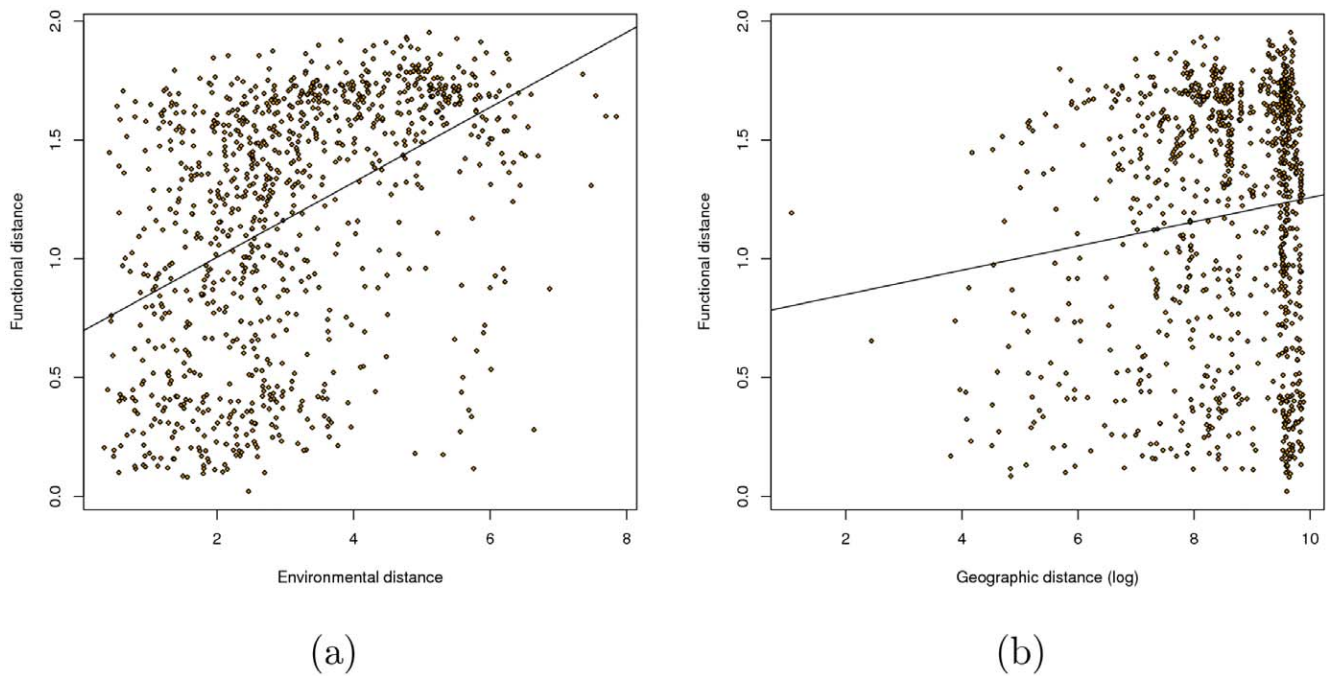 2.0
1.5
1.0
0.5
0.0
Functional distance
2 4 6 8
Environmental distance
(a)
2.0
1.5
1.0
0.5
0.0
Functional distance
2 4 6 8 10
Geographic distance (log)
(b)